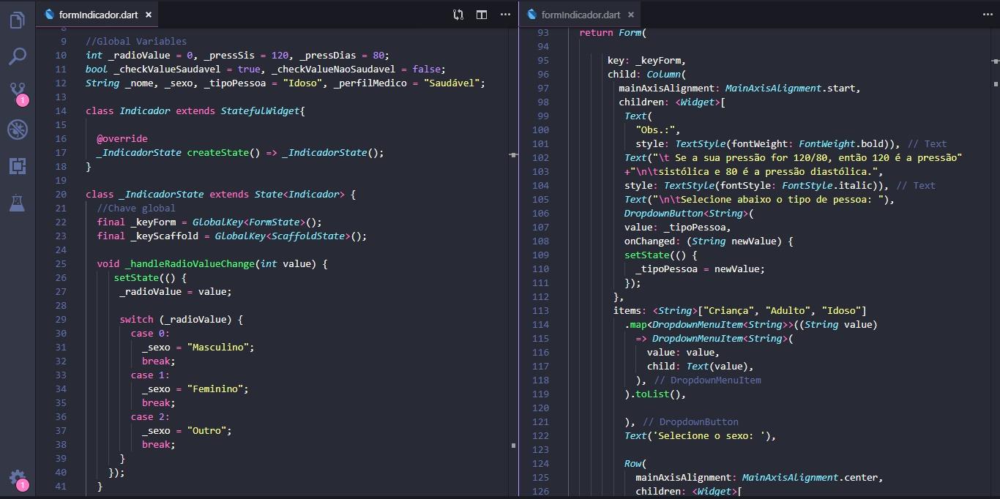 formIndicador.dart ×
8
9 //Global Variables
10 int _radioValue = 0, _pressSis = 120, _pressDias = 80;
11 bool _checkValueSaudavel = true, _checkValueNaoSaudavel = false;
12 String _nome, _sexo, _tipoPessoa = "Idoso", _perfilMedico = "Saudável";
13
14 class Indicador extends StatefulWidget{
15
16 @override
17 _IndicadorState createState() => _IndicadorState();
18 }
19
20 class _IndicadorState extends State<Indicador> {
21 //Chave global
22 final _keyForm = GlobalKey<FormState>();
23 final _keyScaffold = GlobalKey<ScaffoldState>();
24
25 void _handleRadioValueChange(int value) {
26 setState(() {
27 _radioValue = value;
28
29 switch (_radioValue) {
30 case 0:
31 _sexo = "Masculino";
32 break;
33 case 1:
34 _sexo = "Feminino";
35 break;
36 case 2:
37 _sexo = "Outro";
38 break;
39 }
40 });
41 }
1
1
formIndicador.dart ×
93 return Form(
94
95 key: _keyForm,
96 child: Column(
97 mainAxisAlignment: MainAxisAlignment.start,
98 children: <Widget>[
99 Text(
100 "Obs.:",
101 style: TextStyle(fontWeight: FontWeight.bold)), // Text
102 Text("\t Se a sua pressão for 120/80, então 120 é a pressão"
103 +"\n\tsistólica e 80 é a pressão diastólica.",
104 style: TextStyle(fontStyle: FontStyle.italic)), // Text
105 Text("\n\tSelecione abaixo o tipo de pessoa: "),
106 DropdownButton<String>(
107 value: _tipoPessoa,
108 onChanged: (String newValue) {
109 setState(() {
110 _tipoPessoa = newValue;
111 });
112 },
113 items: <String>["Criança", "Adulto", "Idoso"]
114 .map<DropdownMenuItem<String>>((String value)
115 => DropdownMenuItem<String>(
116 value: value,
117 child: Text(value),
118 ), // DropdownMenuItem
119 ).toList(),
120
121 ), // DropdownButton
122 Text('Selecione o sexo: '),
123
124 Row(
125 mainAxisAlignment: MainAxisAlignment.center,
126 children: <Widget>[